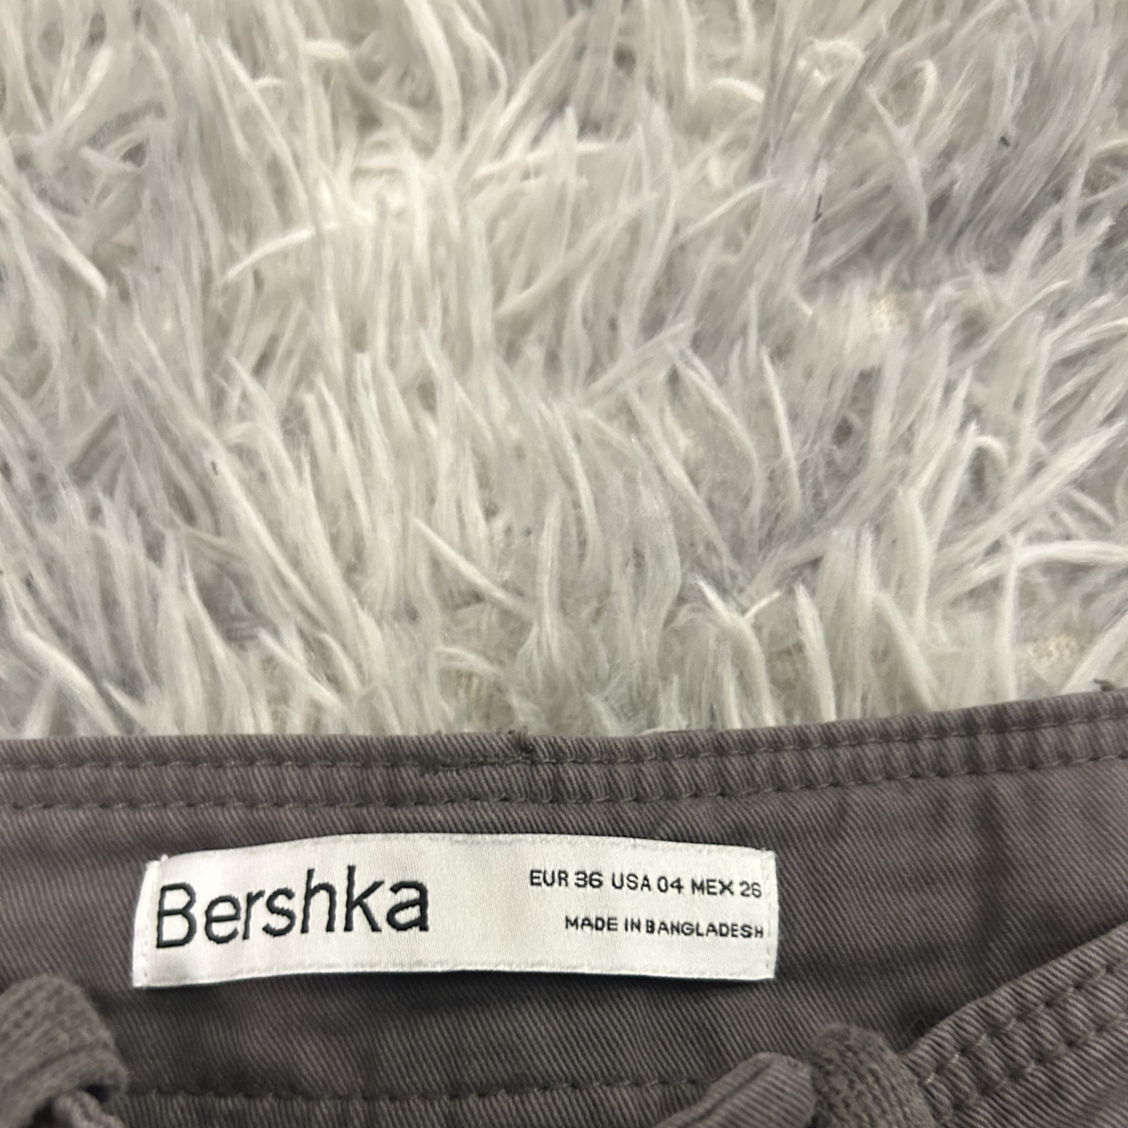 Bershka
EUR 36 USA 04 MEX 26
MADE IN BANGLADESH